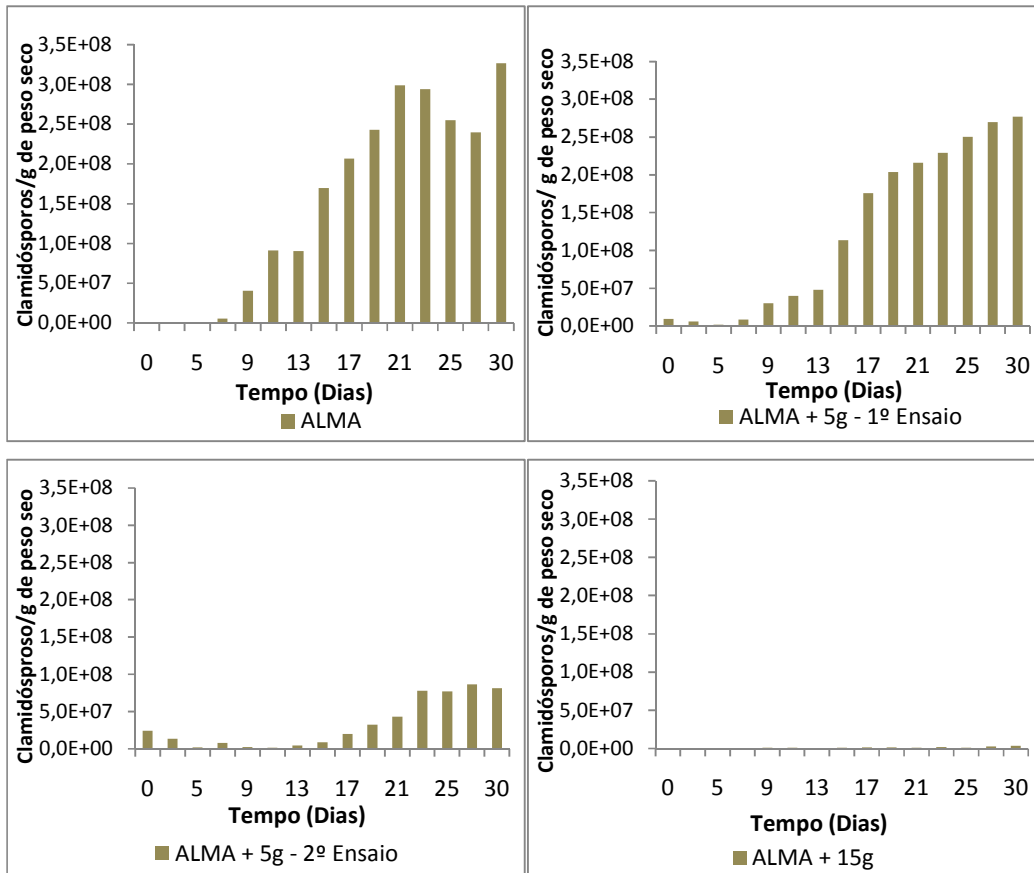 Clamidósporos/g de peso seco
3,5E+08
3,0E+08
2,5E+08
2,0E+08
1,5E+08
1,0E+08
5,0E+07
0,0E+00
0 5 9 13 17 21 25 30
Tempo (Dias)
ALMA
Clamidósporos/ g de peso seco
3,5E+08
3,0E+08
2,5E+08
2,0E+08
1,5E+08
1,0E+08
5,0E+07
0,0E+00
0 5 9 13 17 21 25 30
Tempo (Dias)
ALMA + 5g - 1º Ensaio
Clamidósproso/g de peso seo
3,5E+08
3,0E+08
2,5E+08
2,0E+08
1,5E+08
1,0E+08
5,0E+07
0,0E+00
0 5 9 13 17 21 25 30
Tempo (Dias)
ALMA + 5g - 2º Ensaio
Clamidósporos/g de peso seco
3,5E+08
3,0E+08
2,5E+08
2,0E+08
1,5E+08
1,0E+08
5,0E+07
0,0E+00
0 5 9 13 17 21 25 30
Tempo (Dias)
ALMA + 15g